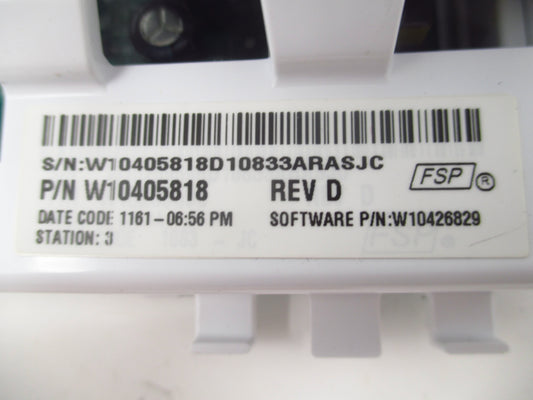 S/N:W10405818D10833ARASJC
P/N W10405818 REV D FSP®
DATE CODE 1161-06:56 PM SOFTWARE P/N:W10426829
STATION: 3